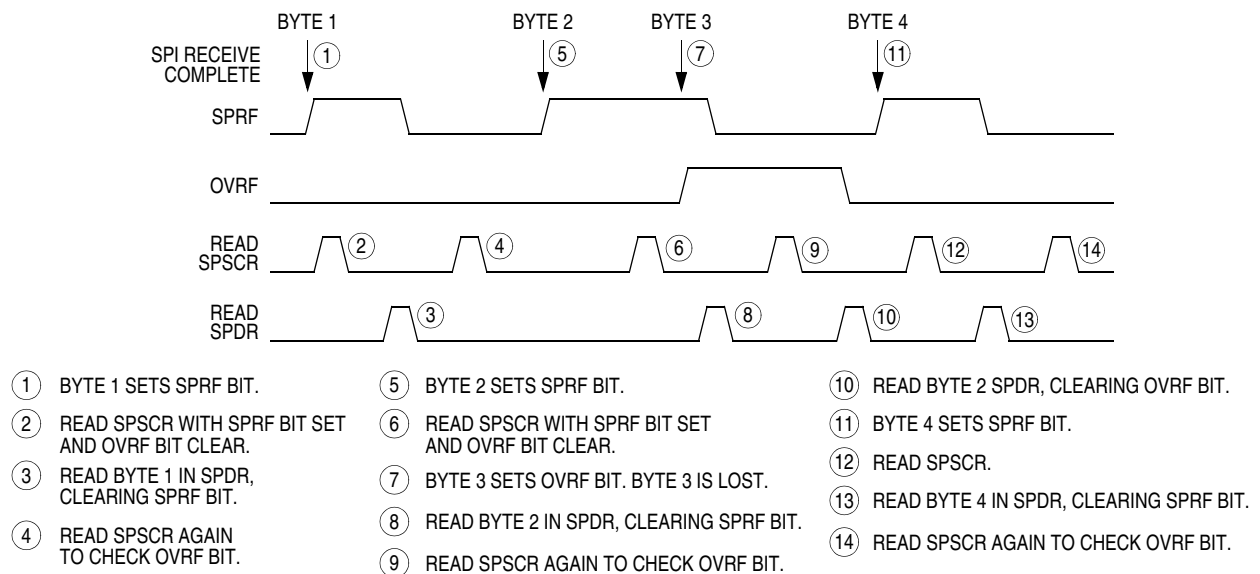 BYTE 1 BYTE 2 BYTE 3 BYTE 4
SPI RECEIVE
COMPLETE
1 5 7 11
SPRF
OVRF
READ
SPSCR
2 4 6 9 12 14
READ
SPDR
3 8 10 13
1 BYTE 1 SETS SPRF BIT.
2 READ SPSCR WITH SPRF BIT SET
AND OVRF BIT CLEAR.
3 READ BYTE 1 IN SPDR,
CLEARING SPRF BIT.
4 READ SPSCR AGAIN
TO CHECK OVRF BIT.
5 BYTE 2 SETS SPRF BIT.
6 READ SPSCR WITH SPRF BIT SET
AND OVRF BIT CLEAR.
7 BYTE 3 SETS OVRF BIT. BYTE 3 IS LOST.
8 READ BYTE 2 IN SPDR, CLEARING SPRF BIT.
9 READ SPSCR AGAIN TO CHECK OVRF BIT.
10 READ BYTE 2 SPDR, CLEARING OVRF BIT.
11 BYTE 4 SETS SPRF BIT.
12 READ SPSCR.
13 READ BYTE 4 IN SPDR, CLEARING SPRF BIT.
14 READ SPSCR AGAIN TO CHECK OVRF BIT.